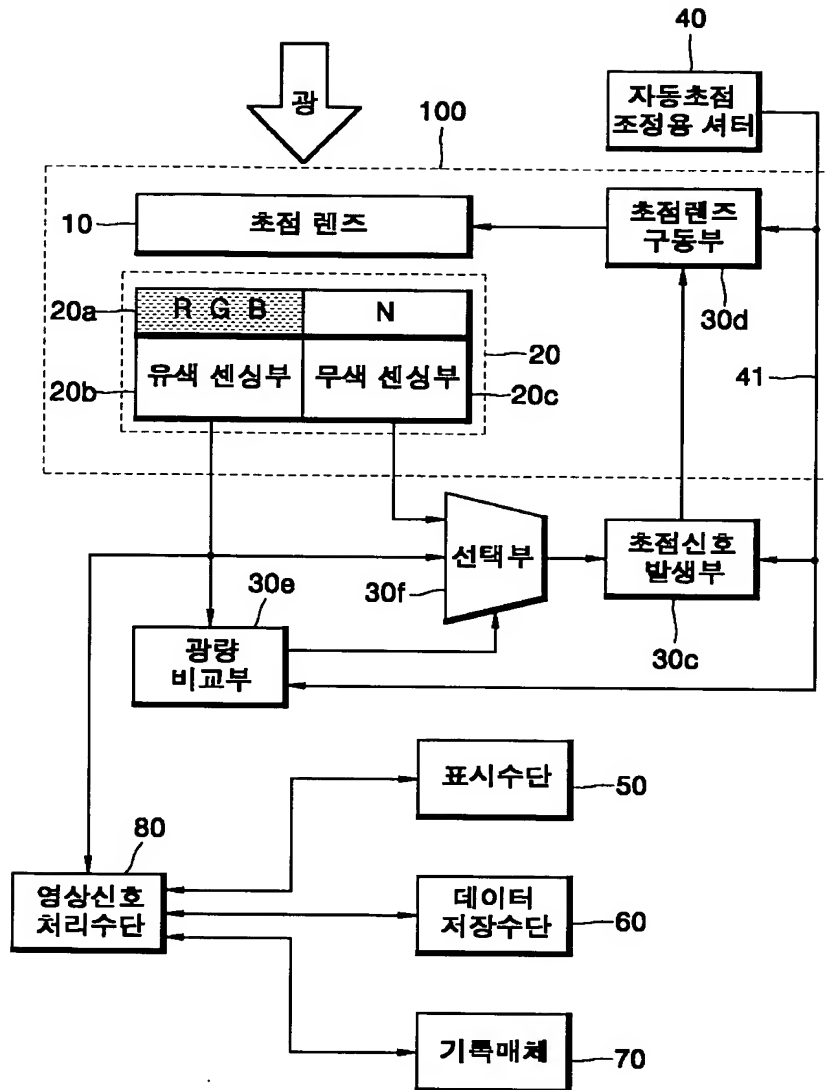 광
40
자동초점
조정용 셔터
100
10
초점 렌즈
초점렌즈
구동부
30d
20a
R G B
N
20
20b
유색 센싱부
무색 센싱부
20c
41
선택부
30f
초점신호
발생부
30c
30e
광량
비교부
표시수단
50
80
영상신호
처리수단
데이터
저장수단
60
기록매체
70